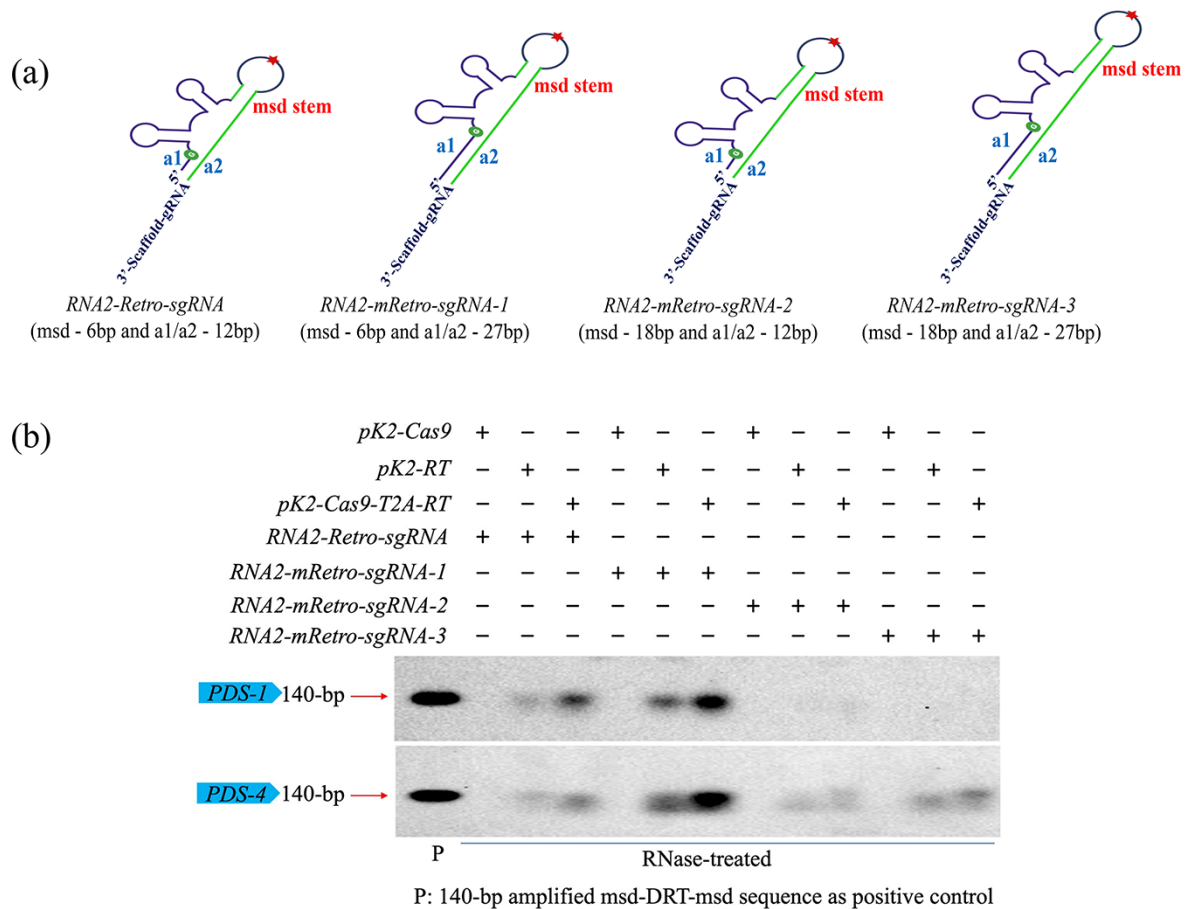 (a)
msd stem
a1
a2
5'
3'-Scaffold-gRNA
RNA2-Retro-sgRNA
(msd - 6bp and a1/a2 - 12bp)
msd stem
a1
a2
5'
3'-Scaffold-gRNA
RNA2-mRetro-sgRNA-1
(msd - 6bp and a1/a2 - 27bp)
msd stem
a1
a2
5'
3'-Scaffold-gRNA
RNA2-mRetro-sgRNA-2
(msd - 18bp and a1/a2 - 12bp)
msd stem
a1
a2
5'
3'-Scaffold-gRNA
RNA2-mRetro-sgRNA-3
(msd - 18bp and a1/a2 - 27bp)
(b)
pK2-Cas9 + − − + − − + − − + − −
pK2-RT − + − − + − − + − − + −
pK2-Cas9-T2A-RT − − + − − + − − + − − +
RNA2-Retro-sgRNA + + + − − − − − − − − −
RNA2-mRetro-sgRNA-1 − − − + + + − − − − − −
RNA2-mRetro-sgRNA-2 − − − − − − + + + − − −
RNA2-mRetro-sgRNA-3 − − − − − − − − − + + +
PDS-1 140-bp
PDS-4 140-bp
P RNase-treated
P: 140-bp amplified msd-DRT-msd sequence as positive control